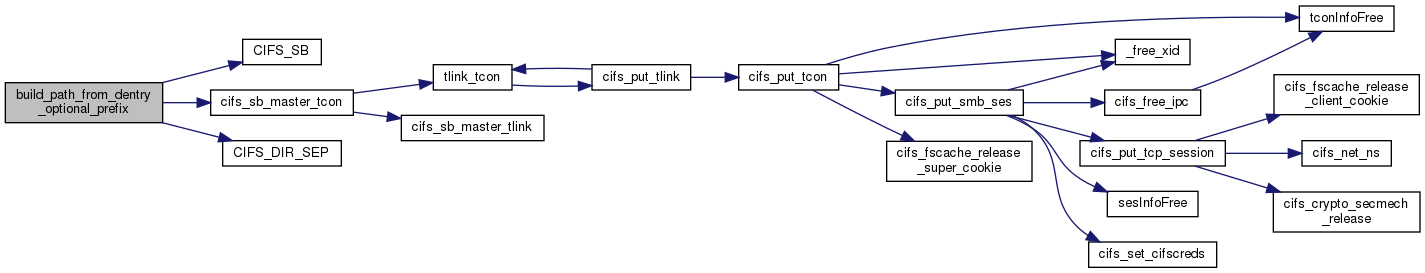 build_path_from_dentry
_optional_prefix
CIFS_SB
cifs_sb_master_tcon
CIFS_DIR_SEP
tlink_tcon
cifs_sb_master_tlink
cifs_put_tlink
cifs_put_tcon
cifs_put_smb_ses
cifs_fscache_release
_super_cookie
tconInfoFree
_free_xid
cifs_free_ipc
cifs_put_tcp_session
sesInfoFree
cifs_set_cifscreds
cifs_fscache_release
_client_cookie
cifs_net_ns
cifs_crypto_secmech
_release